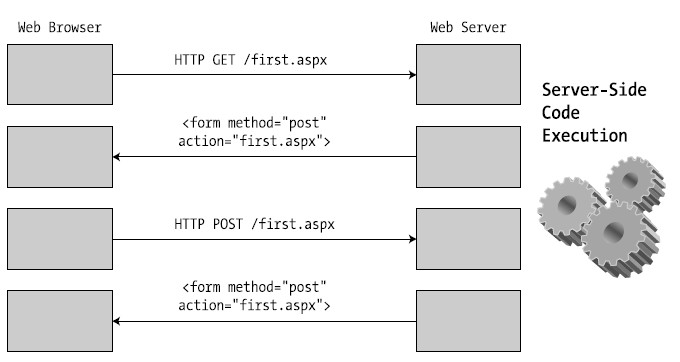 Web Browser
Web Server
HTTP GET /first.aspx
Server-Side
Code
Execution
<form method="post"
action="first.aspx">
HTTP POST /first.aspx
<form method="post"
action="first.aspx">